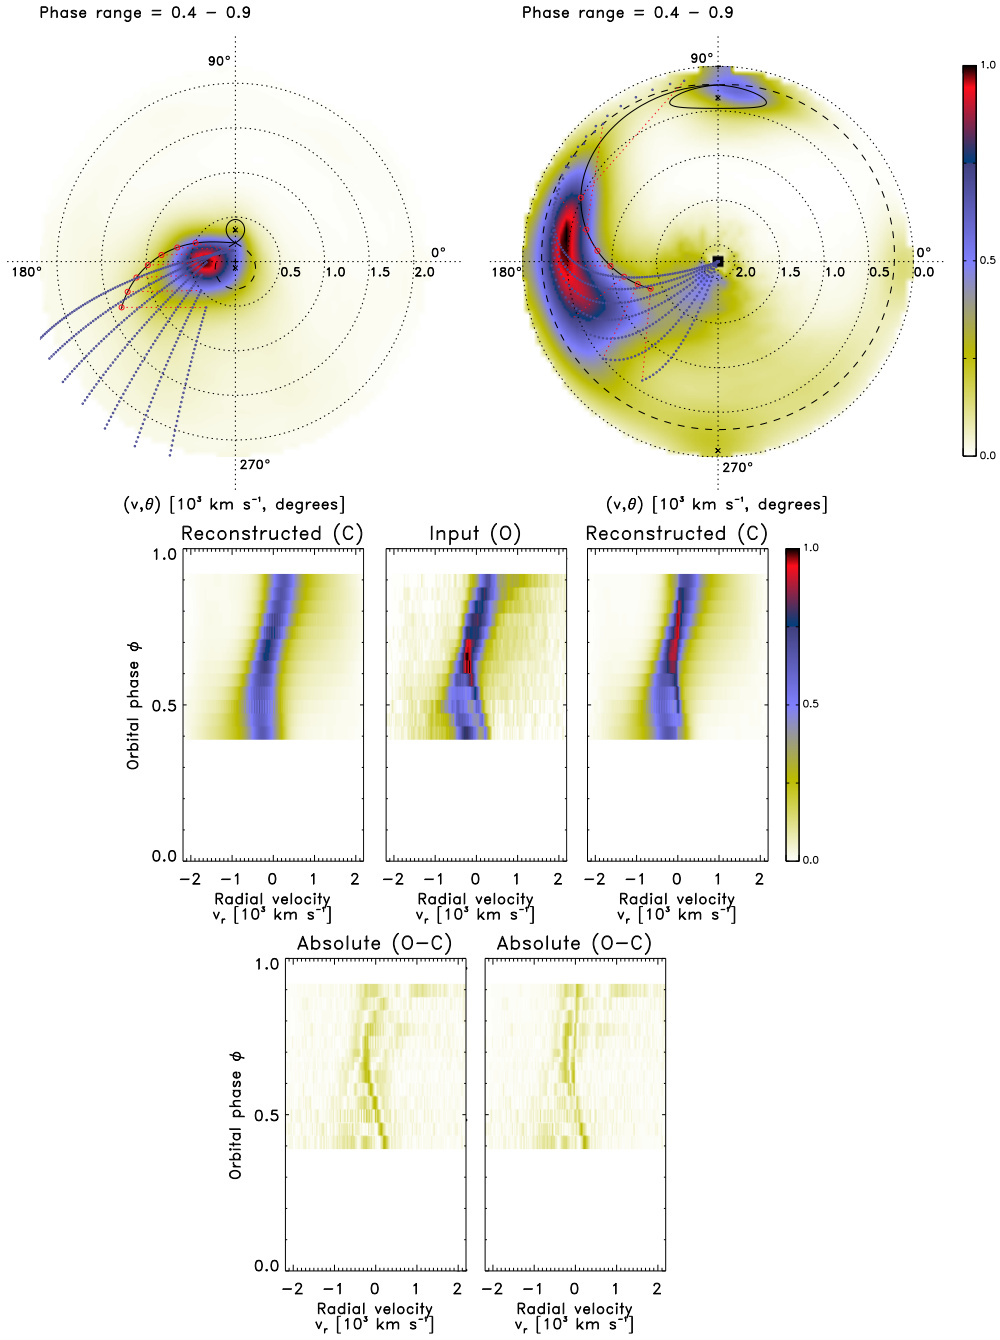 Phase range = 0.4 – 0.9
Phase range = 0.4 – 0.9
90°
90°
1.0
0°
0°
180°
0.5 1.0 1.5 2.0
180°
2.0 1.5 1.0 0.5 0.0
0.5
270°
270°
0.0
(v,θ) [10³ km s⁻¹, degrees]
(v,θ) [10³ km s⁻¹, degrees]
Reconstructed (C)
Input (O)
Reconstructed (C)
1.0
0.5
0.0
Orbital phase ϕ
1.0
0.5
0.0
−2 −1 0 1 2
−2 −1 0 1 2
−2 −1 0 1 2
Radial velocity
v_r [10³ km s⁻¹]
Radial velocity
v_r [10³ km s⁻¹]
Radial velocity
v_r [10³ km s⁻¹]
Absolute (O−C)
Absolute (O−C)
1.0
0.5
0.0
Orbital phase ϕ
−2 −1 0 1 2
−2 −1 0 1 2
Radial velocity
v_r [10³ km s⁻¹]
Radial velocity
v_r [10³ km s⁻¹]